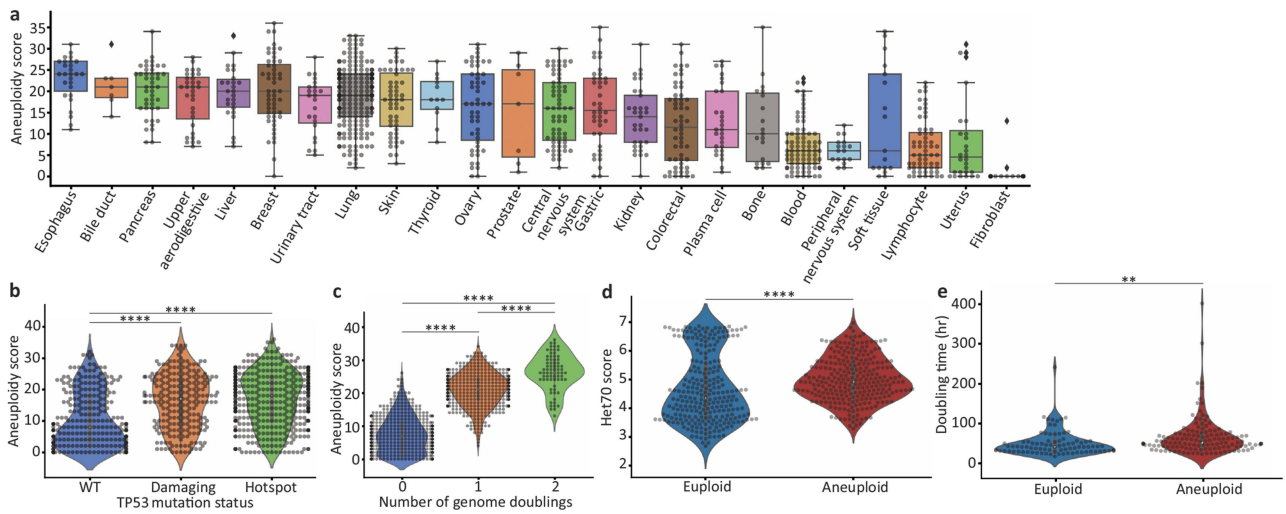 a
Aneuploidy score
35
30
25
20
15
10
5
0
Esophagus
Bile duct
Pancreas
Upper
aerodigestive
Liver
Breast
Urinary tract
Lung
Skin
Thyroid
Ovary
Prostate
Central
nervous
system
Gastric
Kidney
Colorectal
Plasma cell
Bone
Blood
Peripheral
nervous system
Soft tissue
Lymphocyte
Uterus
Fibroblast
b
Aneuploidy score
40
30
20
10
0
****
****
WT Damaging Hotspot
TP53 mutation status
c
Aneuploidy score
40
30
20
10
0
****
**** ****
0 1 2
Number of genome doublings
d
Het70 score
7
6
5
4
3
2
****
Euploid Aneuploid
e
Doubling time (hr)
400
300
200
100
0
**
Euploid Aneuploid